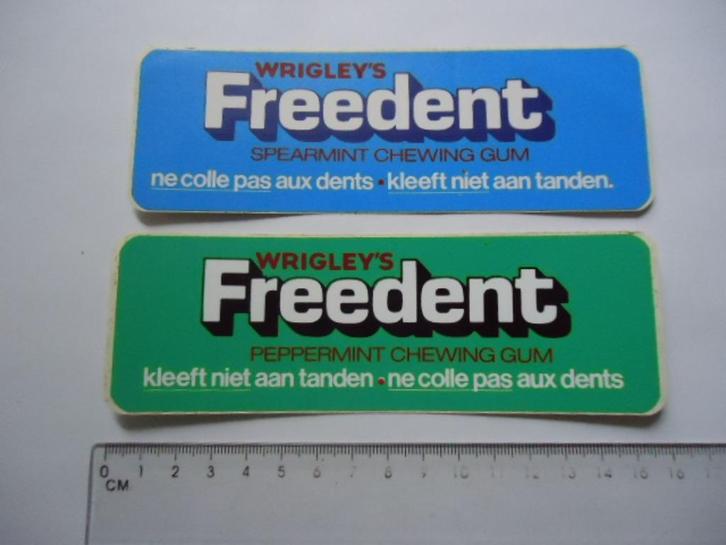 WRIGLEY'S
Freedent
SPEARMINT CHEWING GUM
ne colle pas aux dents • kleeft niet aan tanden.
WRIGLEY'S
Freedent
PEPPERMINT CHEWING GUM
kleeft niet aan tanden • ne colle pas aux dents
0 1 2 3 4 5 6 7 8 9 10 11 12 13 14 15 16
CM